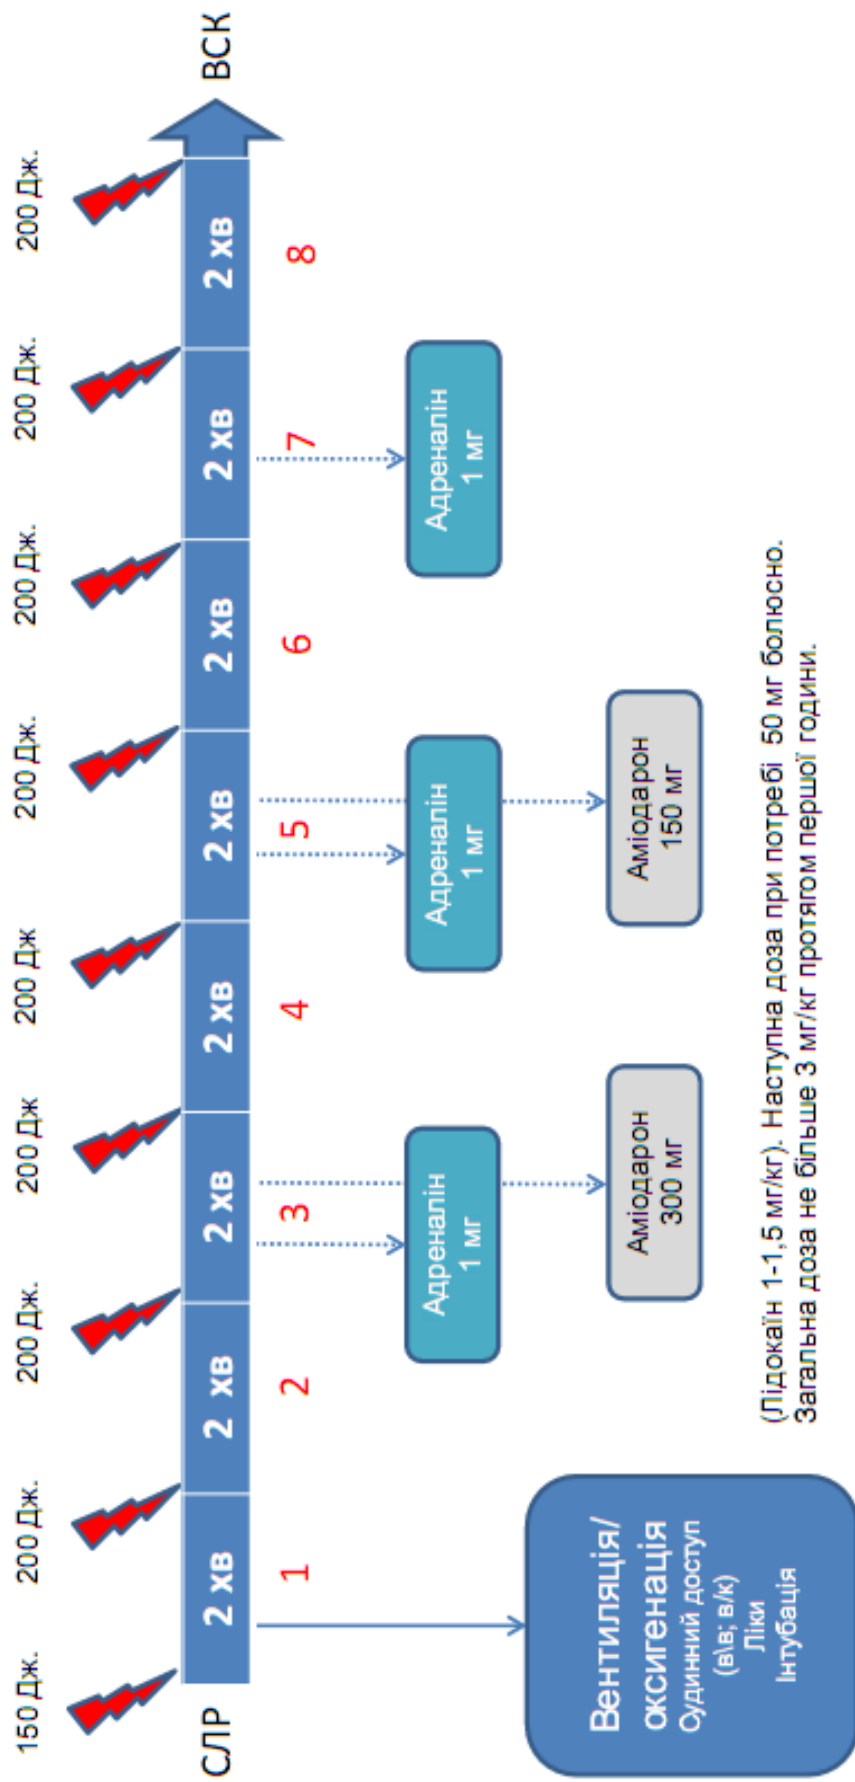 150 Дж.
200 Дж.
200 Дж.
200 Дж
200 Дж
200 Дж.
200 Дж.
200 Дж.
200 Дж.
СЛР
2 хв
2 хв
2 хв
2 хв
2 хв
2 хв
2 хв
2 хв
ВСК
1
2
3
4
5
6
7
8
Адреналін
1 мг
Адреналін
1 мг
Адреналін
1 мг
Вентиляція/
оксигенація
Судинний доступ
(в\в; в/к)
Ліки
Інтубація
Аміодарон
300 мг
Аміодарон
150 мг
(Лідокаїн 1-1,5 мг/кг). Наступна доза при потребі 50 мг болюсно.
Загальна доза не більше 3 мг/кг протягом першої години.